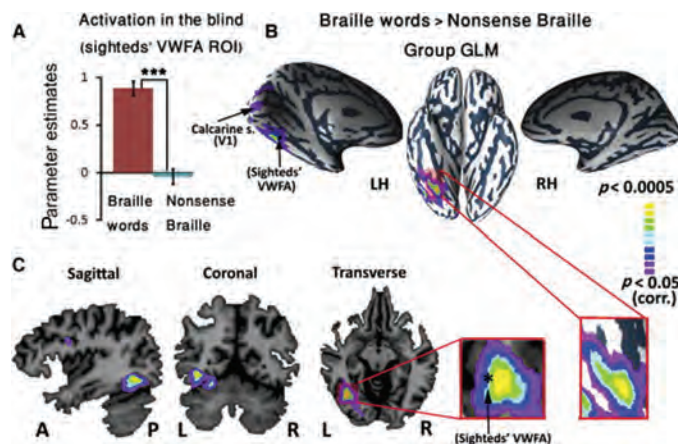 A
Activation in the blind
(sighteds' VWFA ROI)
***
Parameter estimates
1
0
-0.5
Braille
words
Nonsense
Braille
B
Braille words > Nonsense Braille
Group GLM
Calcarine s.
(V1)
(Sighteds'
VWFA)
LH
RH
p < 0.0005
p < 0.05
(corr.)
C
Sagittal
Coronal
Transverse
A
P
L
R
L
R
*
(Sighteds' VWFA)